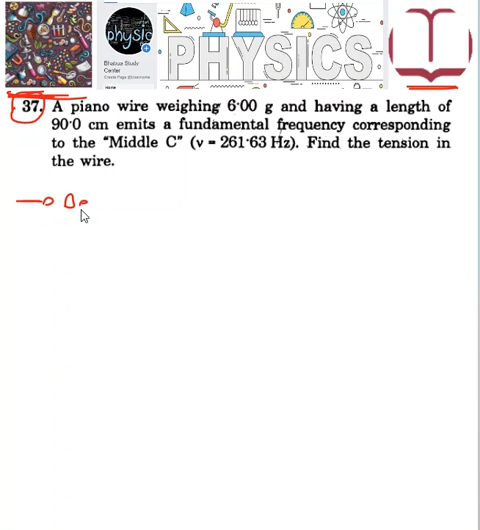 physic
Bhabua Study
Center
PHYSICS
37. A piano wire weighing 6·00 g and having a length of
90·0 cm emits a fundamental frequency corresponding
to the "Middle C" (ν = 261·63 Hz). Find the tension in
the wire.